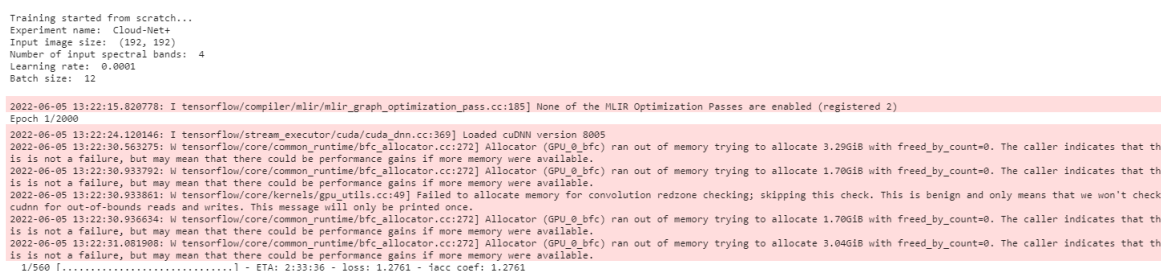 Training started from scratch...
Experiment name:  Cloud-Net+
Input image size:  (192, 192)
Number of input spectral bands:  4
Learning rate:  0.0001
Batch size:  12
2022-06-05 13:22:15.820778: I tensorflow/compiler/mlir/mlir_graph_optimization_pass.cc:185] None of the MLIR Optimization Passes are enabled (registered 2)
Epoch 1/2000
2022-06-05 13:22:24.120146: I tensorflow/stream_executor/cuda/cuda_dnn.cc:369] Loaded cuDNN version 8005
2022-06-05 13:22:30.563275: W tensorflow/core/common_runtime/bfc_allocator.cc:272] Allocator (GPU_0_bfc) ran out of memory trying to allocate 3.29GiB with freed_by_count=0. The caller indicates that th
is is not a failure, but may mean that there could be performance gains if more memory were available.
2022-06-05 13:22:30.933792: W tensorflow/core/common_runtime/bfc_allocator.cc:272] Allocator (GPU_0_bfc) ran out of memory trying to allocate 1.70GiB with freed_by_count=0. The caller indicates that th
is is not a failure, but may mean that there could be performance gains if more memory were available.
2022-06-05 13:22:30.933861: W tensorflow/core/kernels/gpu_utils.cc:49] Failed to allocate memory for convolution redzone checking; skipping this check. This is benign and only means that we won't check
cudnn for out-of-bounds reads and writes. This message will only be printed once.
2022-06-05 13:22:30.936634: W tensorflow/core/common_runtime/bfc_allocator.cc:272] Allocator (GPU_0_bfc) ran out of memory trying to allocate 1.70GiB with freed_by_count=0. The caller indicates that th
is is not a failure, but may mean that there could be performance gains if more memory were available.
2022-06-05 13:22:31.081908: W tensorflow/core/common_runtime/bfc_allocator.cc:272] Allocator (GPU_0_bfc) ran out of memory trying to allocate 3.04GiB with freed_by_count=0. The caller indicates that th
is is not a failure, but may mean that there could be performance gains if more memory were available.
1/560 [..............................] - ETA: 2:33:36 - loss: 1.2761 - jacc_coef: 1.2761